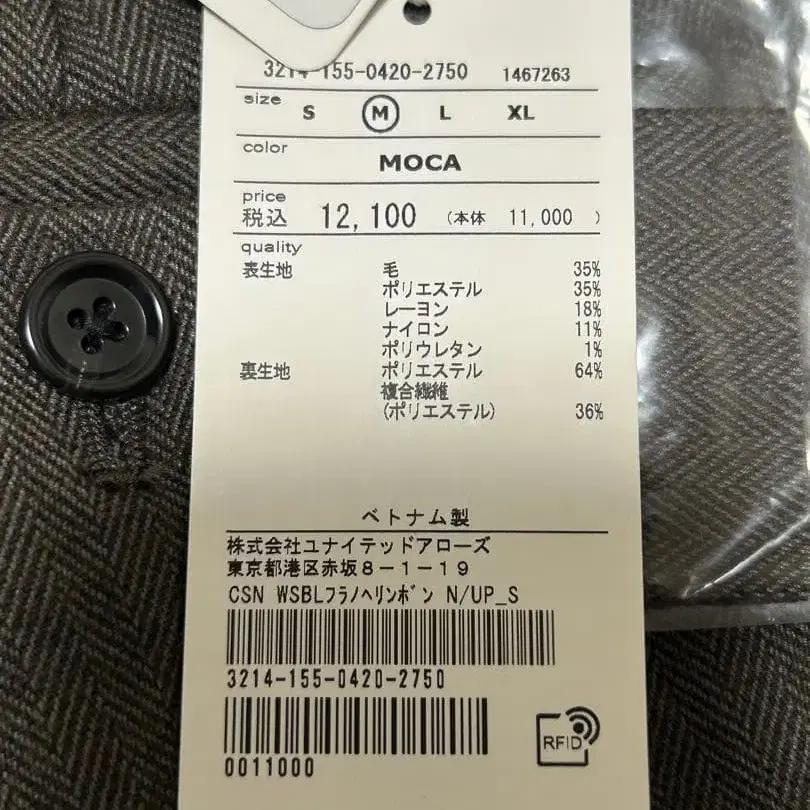 3214-155-0420-2750 1467263
size S M L XL
color
MOCA
price
税込 12,100 (本体 11,000 )
quality
表生地 毛 35%
ポリエステル 35%
レーヨン 18%
ナイロン 11%
ポリウレタン 1%
裏生地 ポリエステル 64%
複合繊維
(ポリエステル) 36%
ベトナム製
株式会社ユナイテッドアローズ
東京都港区赤坂8-1-19
CSN WSBLフラノヘリンボン N/UP_S
3214-155-0420-2750
0011000
RFID